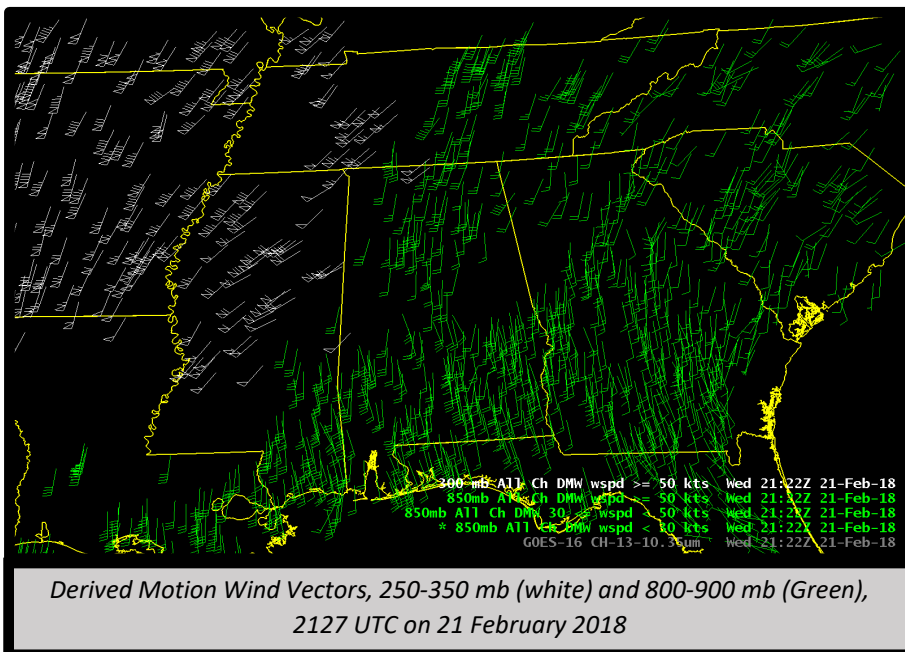 300 mb All Ch DMW wspd >= 50 kts Wed 21:22Z 21-Feb-18
850mb All Ch DMW wspd >= 50 kts Wed 21:22Z 21-Feb-18
850mb All Ch DMW 30 <= wspd < 50 kts Wed 21:22Z 21-Feb-18
* 850mb All Ch DMW wspd < kts Wed 21:22Z 21-Feb-18
GOES-16 CH-13-10.35um Wed 21:22Z 21-Feb-18
Derived Motion Wind Vectors, 250-350 mb (white) and 800-900 mb (Green),
2127 UTC on 21 February 2018